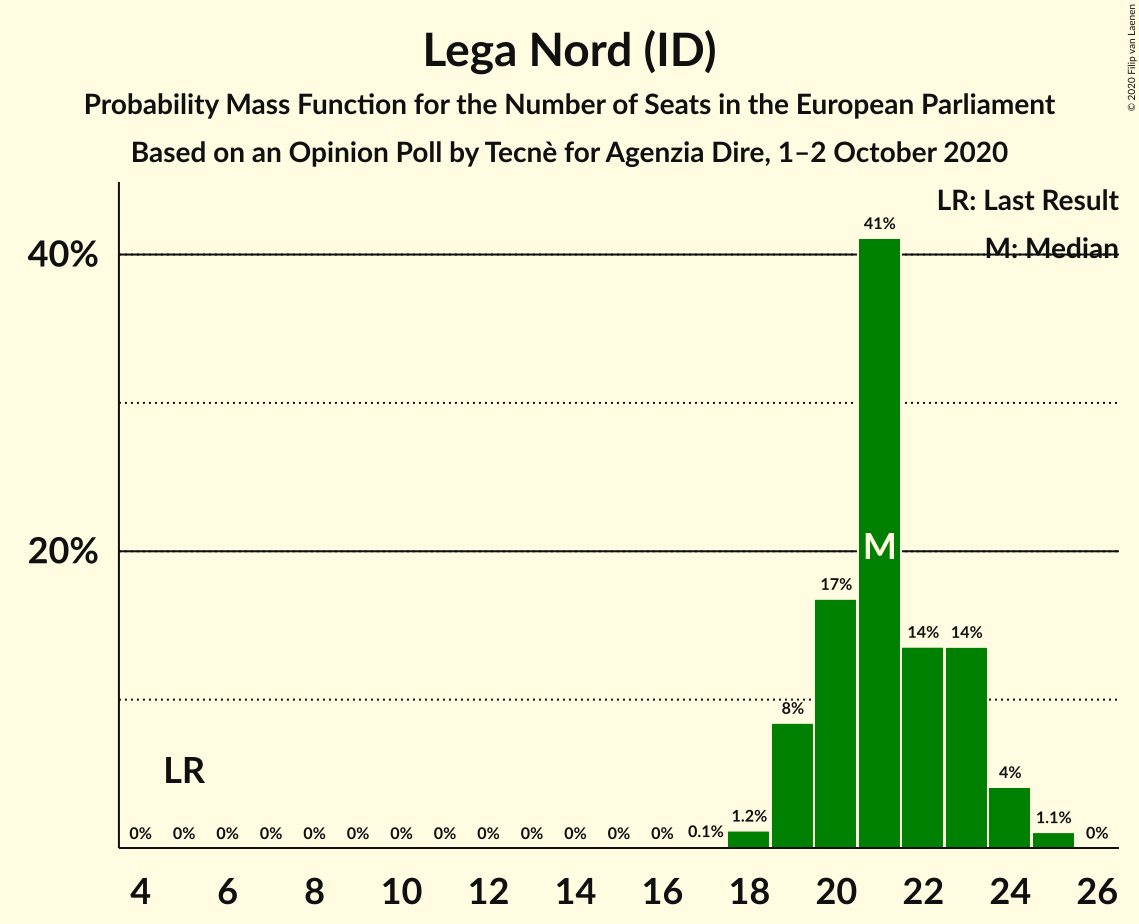 Lega Nord (ID)
Probability Mass Function for the Number of Seats in the European Parliament
Based on an Opinion Poll by Tecnè for Agenzia Dire, 1–2 October 2020
© 2020 Filip van Laenen
LR: Last Result
M: Median
40%
20%
41%
17%
14% 14%
8%
4%
1.2%
1.1%
0% 0% 0% 0% 0% 0% 0% 0% 0% 0% 0% 0% 0% 0.1% 0%
LR
M
4 6 8 10 12 14 16 18 20 22 24 26